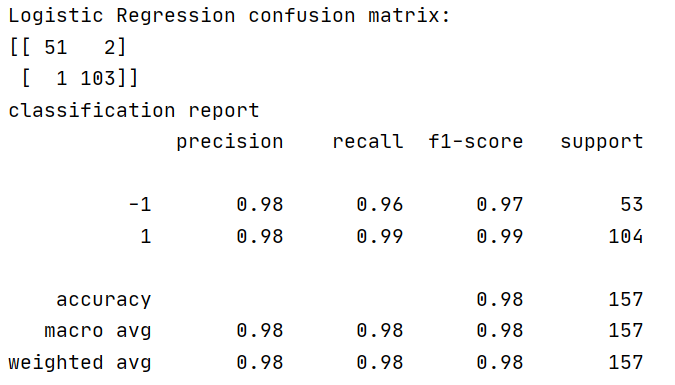 Logistic Regression confusion matrix:
[[ 51   2]
 [  1 103]]
classification report
              precision    recall  f1-score   support

          -1       0.98      0.96      0.97        53
           1       0.98      0.99      0.99       104

    accuracy                           0.98       157
   macro avg       0.98      0.98      0.98       157
weighted avg       0.98      0.98      0.98       157